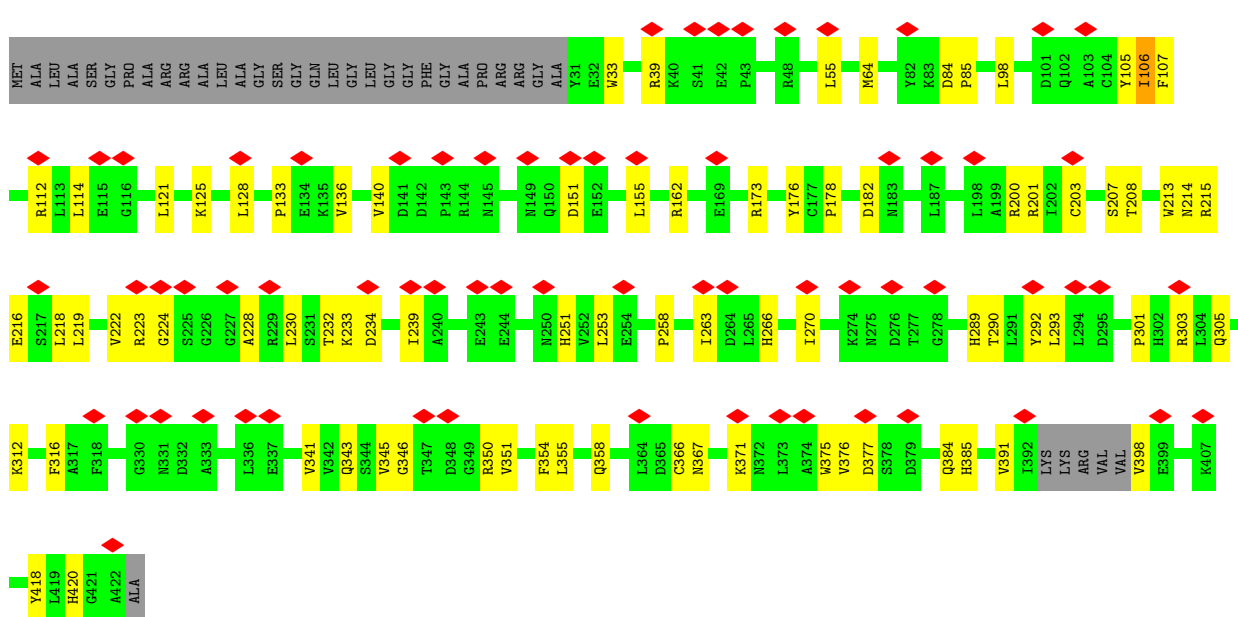 MET ALA LEU ALA SER GLY PRO ALA ARG ARG ALA LEU ALA GLY SER GLY GLN LEU GLY LEU GLY GLY PHE GLY ALA PRO ARG ARG GLY ALA Y31 E32 W33 R39 K40 S41 E42 P43 R48 L55 M64 Y82 K83 D84 P85 L98 D101 Q102 A103 C104 Y105 I106 F107
R112 L113 L114 E115 G116 L121 K125 L128 P133 E134 K135 V136 V140 D141 D142 P143 R144 N145 N149 Q150 D151 E152 L155 R162 E169 R173 Y176 C177 P178 D182 N183 L187 L198 A199 R200 R201 I202 C203 S207 T208 W213 N214 R215
E216 S217 L218 L219 V222 R223 G224 S225 G226 G227 A228 R229 L230 S231 T232 K233 D234 I239 A240 E243 E244 N250 H251 V252 L253 E254 P258 I263 D264 L265 H266 I270 K274 N275 D276 T277 G278 H289 T290 L291 Y292 L293 L294 D295 P301 H302 R303 L304 Q305
K312 F316 A317 F318 G330 N331 D332 A333 L336 E337 V341 V342 Q343 S344 V345 G346 T347 D348 G349 R350 V351 F354 L355 Q358 L364 D365 C366 N367 K371 N372 L373 A374 W375 V376 D377 S378 D379 Q384 H385 V391 I392 LYS LYS ARG VAL VAL V398 E399 K407
Y418 L419 H420 G421 A422 ALA